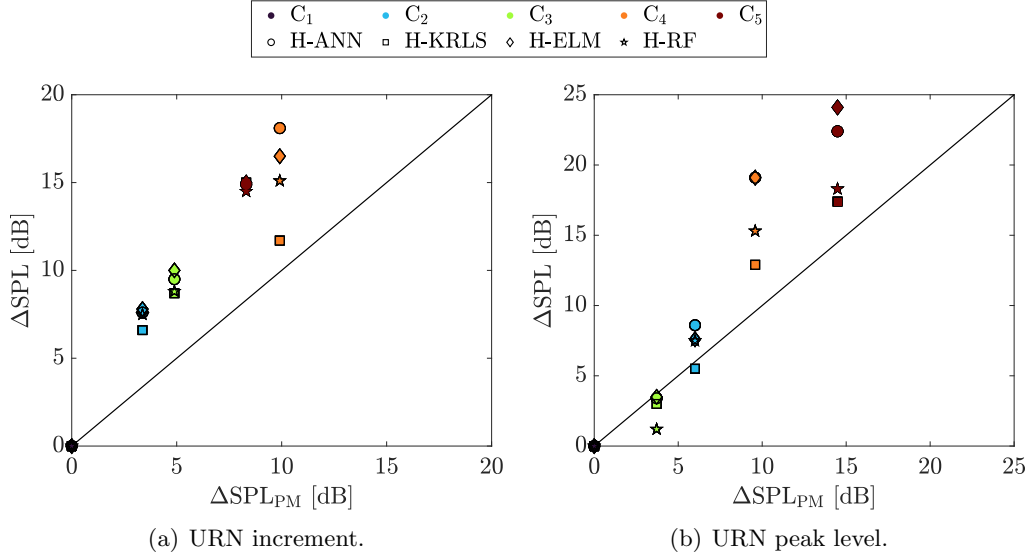 C₁ C₂ C₃ C₄ C₅
H-ANN H-KRLS H-ELM H-RF
20
15
10
5
0
ΔSPL [dB]
0 5 10 15 20
ΔSPL_PM [dB]
(a) URN increment.
25
20
15
10
5
0
ΔSPL [dB]
0 5 10 15 20 25
ΔSPL_PM [dB]
(b) URN peak level.